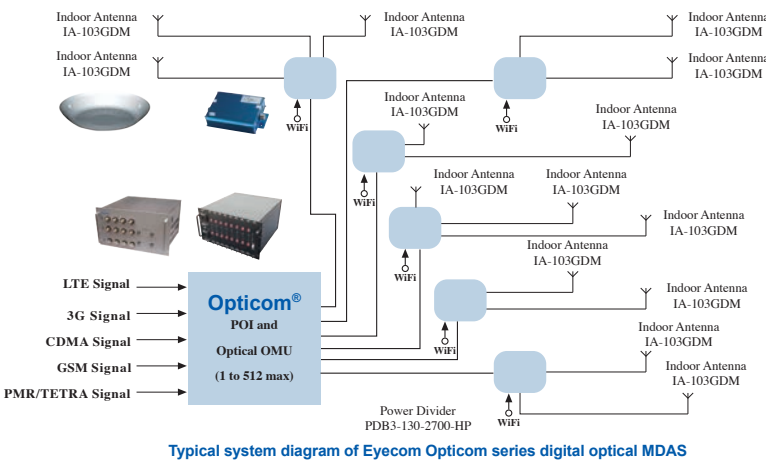 Indoor Antenna
IA-103GDM
Indoor Antenna
IA-103GDM
Indoor Antenna
IA-103GDM
Indoor Antenna
IA-103GDM
Indoor Antenna
IA-103GDM
Indoor Antenna
IA-103GDM
Indoor Antenna
IA-103GDM
WiFi
WiFi
WiFi
Indoor Antenna
IA-103GDM
Indoor Antenna
IA-103GDM
Indoor Antenna
IA-103GDM
WiFi
Indoor Antenna
IA-103GDM
Indoor Antenna
IA-103GDM
WiFi
Indoor Antenna
IA-103GDM
Indoor Antenna
IA-103GDM
WiFi
LTE Signal
3G Signal
CDMA Signal
GSM Signal
PMR/TETRA Signal
Opticom®
POI and
Optical OMU
(1 to 512 max)
Power Divider
PDB3-130-2700-HP
Typical system diagram of Eyecom Opticom series digital optical MDAS